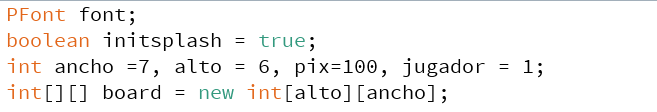 PFont font;
boolean initsplash = true;
int ancho =7, alto = 6, pix=100, jugador = 1;
int[][] board = new int[alto][ancho];